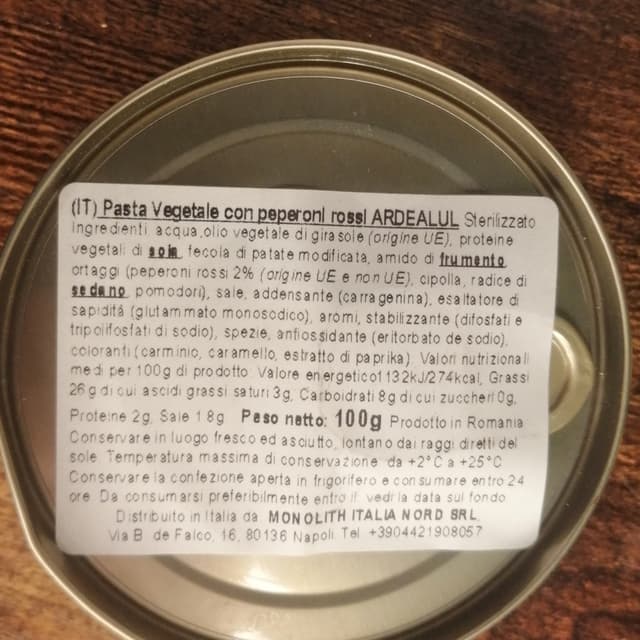 (IT) Pasta Vegetale con peperoni rossi ARDEALUL Sterilizzato
Ingredienti acqua, olio vegetale di girasole (origine UE), proteine
vegetali di soia, fecola di patate modificata, amido di frumento
ortaggi (peperoni rossi 2% (origine UE e non UE), cipolla, radice di
sedano, pomodori), sale, addensante (carragenina), esaltatore di
sapidità (glutammato monosodico), aromi, stabilizzante (difosfati e
tripolifosfati di sodio), spezie, antiossidante (eritorbato de sodio),
coloranti (carminio, caramello, estratto di paprika). Valori nutrizionali
medi per 100g di prodotto Valore energetico1132kJ/274kcal, Grassi
26g di cui ascidi grassi saturi 3g, Carboidrati 8g di cui zuccheri 0g,
Proteine 2g, Sale 1 8g Peso netto: 100g Prodotto in Romania
Conservare in luogo fresco ed asciutto, lontano dai raggi diretti del
sole Temperatura massima di conservazione da +2°C a +25°C
Conservare la confezione aperta in frigorifero e consumare entro 24
ore Da consumarsi preferibilmente entro il: vedi la data sul fondo
Distribuito in Italia da MONOLITH ITALIA NORD SRL
Via B de Falco, 16, 80136 Napoli Tel +3904421908057